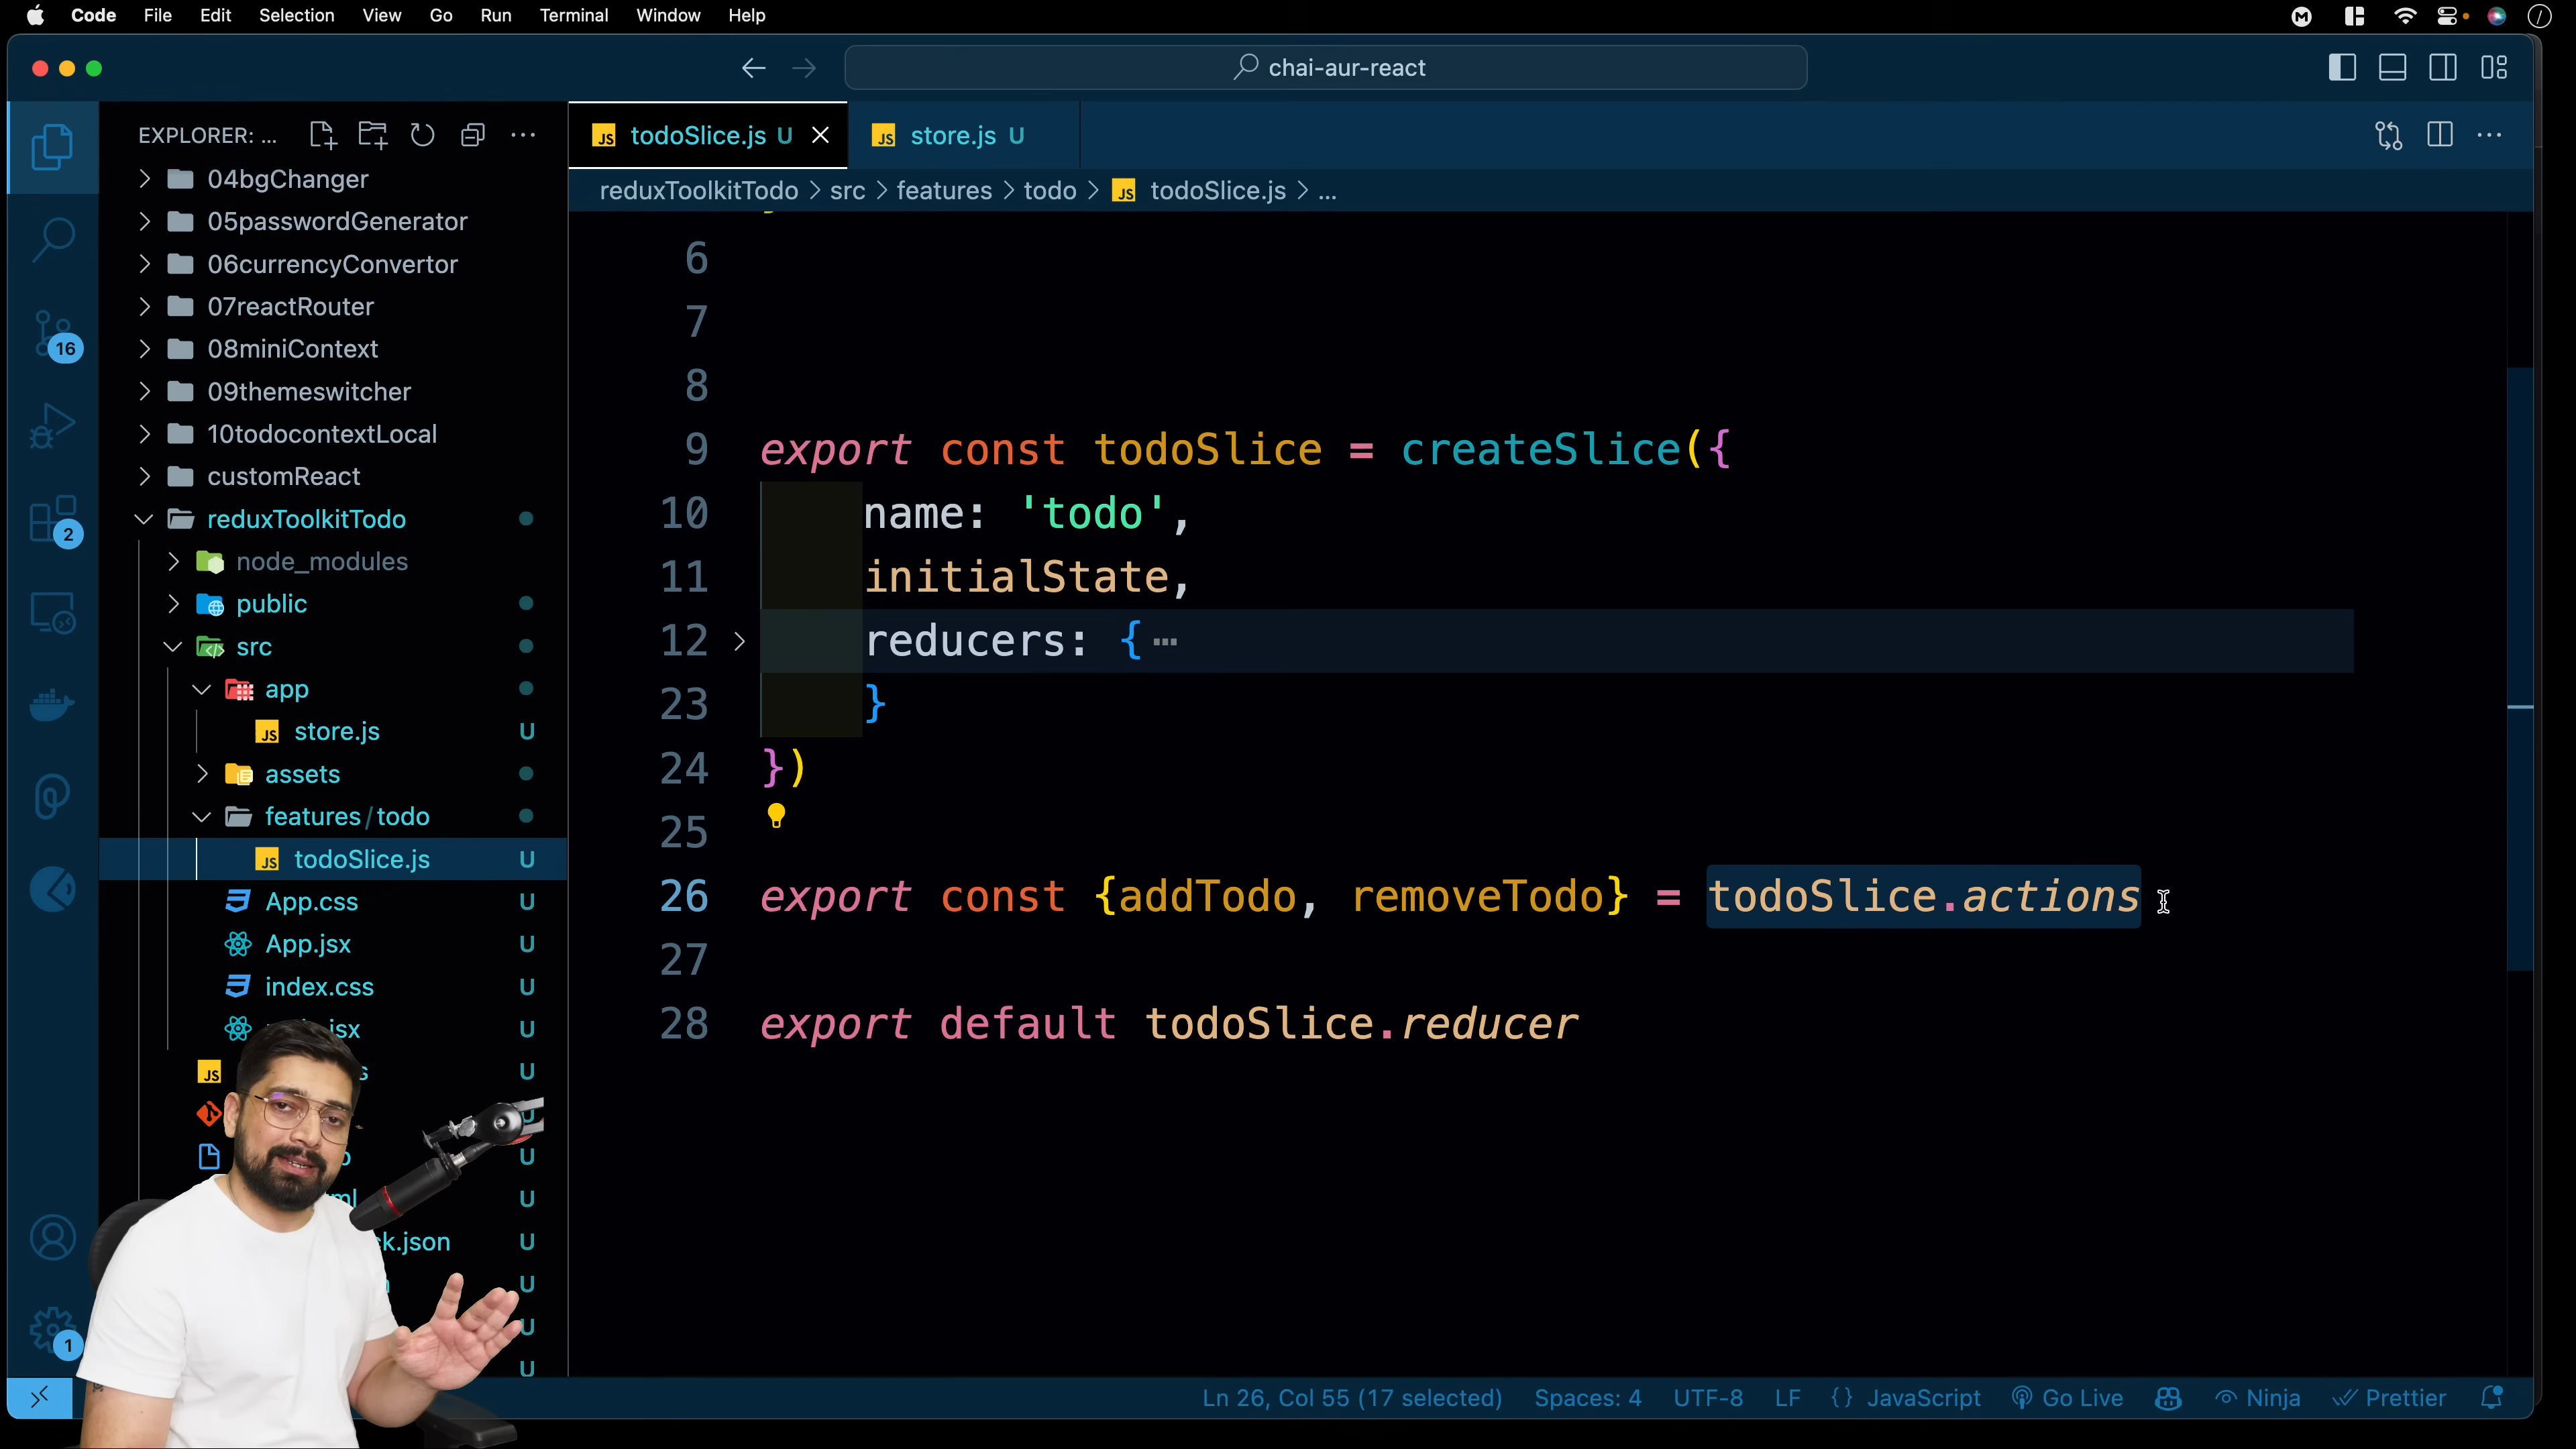 Code File Edit Selection View Go Run Terminal Window Help
chai-aur-react
EXPLORER: ...
todoSlice.js U
store.js U
reduxToolkitTodo > src > features > todo > JS todoSlice.js > ...
04bgChanger
05passwordGenerator
06currencyConvertor
07reactRouter
08miniContext
09themeswitcher
10todocontextLocal
customReact
reduxToolkitTodo
node_modules
public
src
app
store.js U
assets
features/todo
todoSlice.js U
App.css U
App.jsx U
index.css U
jsx U
U
U
U
U
ck.json U
U
U
U
16
2
1
6
7
8
9 export const todoSlice = createSlice({
10 name: 'todo',
11 initialState,
12 reducers: {
23 }
24 })
25
26 export const {addTodo, removeTodo} = todoSlice.actions
27
28 export default todoSlice.reducer
Ln 26, Col 55 (17 selected) Spaces: 4 UTF-8 LF {} JavaScript Go Live Ninja Prettier